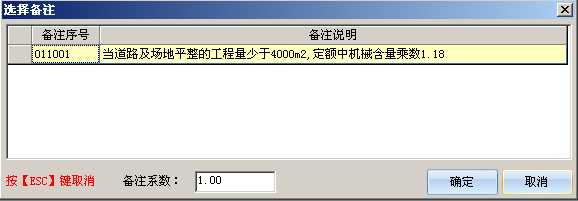 选择备注
备注序号 备注说明
011001 当道路及场地平整的工程量少于4000m2,定额中机械含量乘数1.18
按【ESC】键取消 备注系数： 1.00 确定 取消